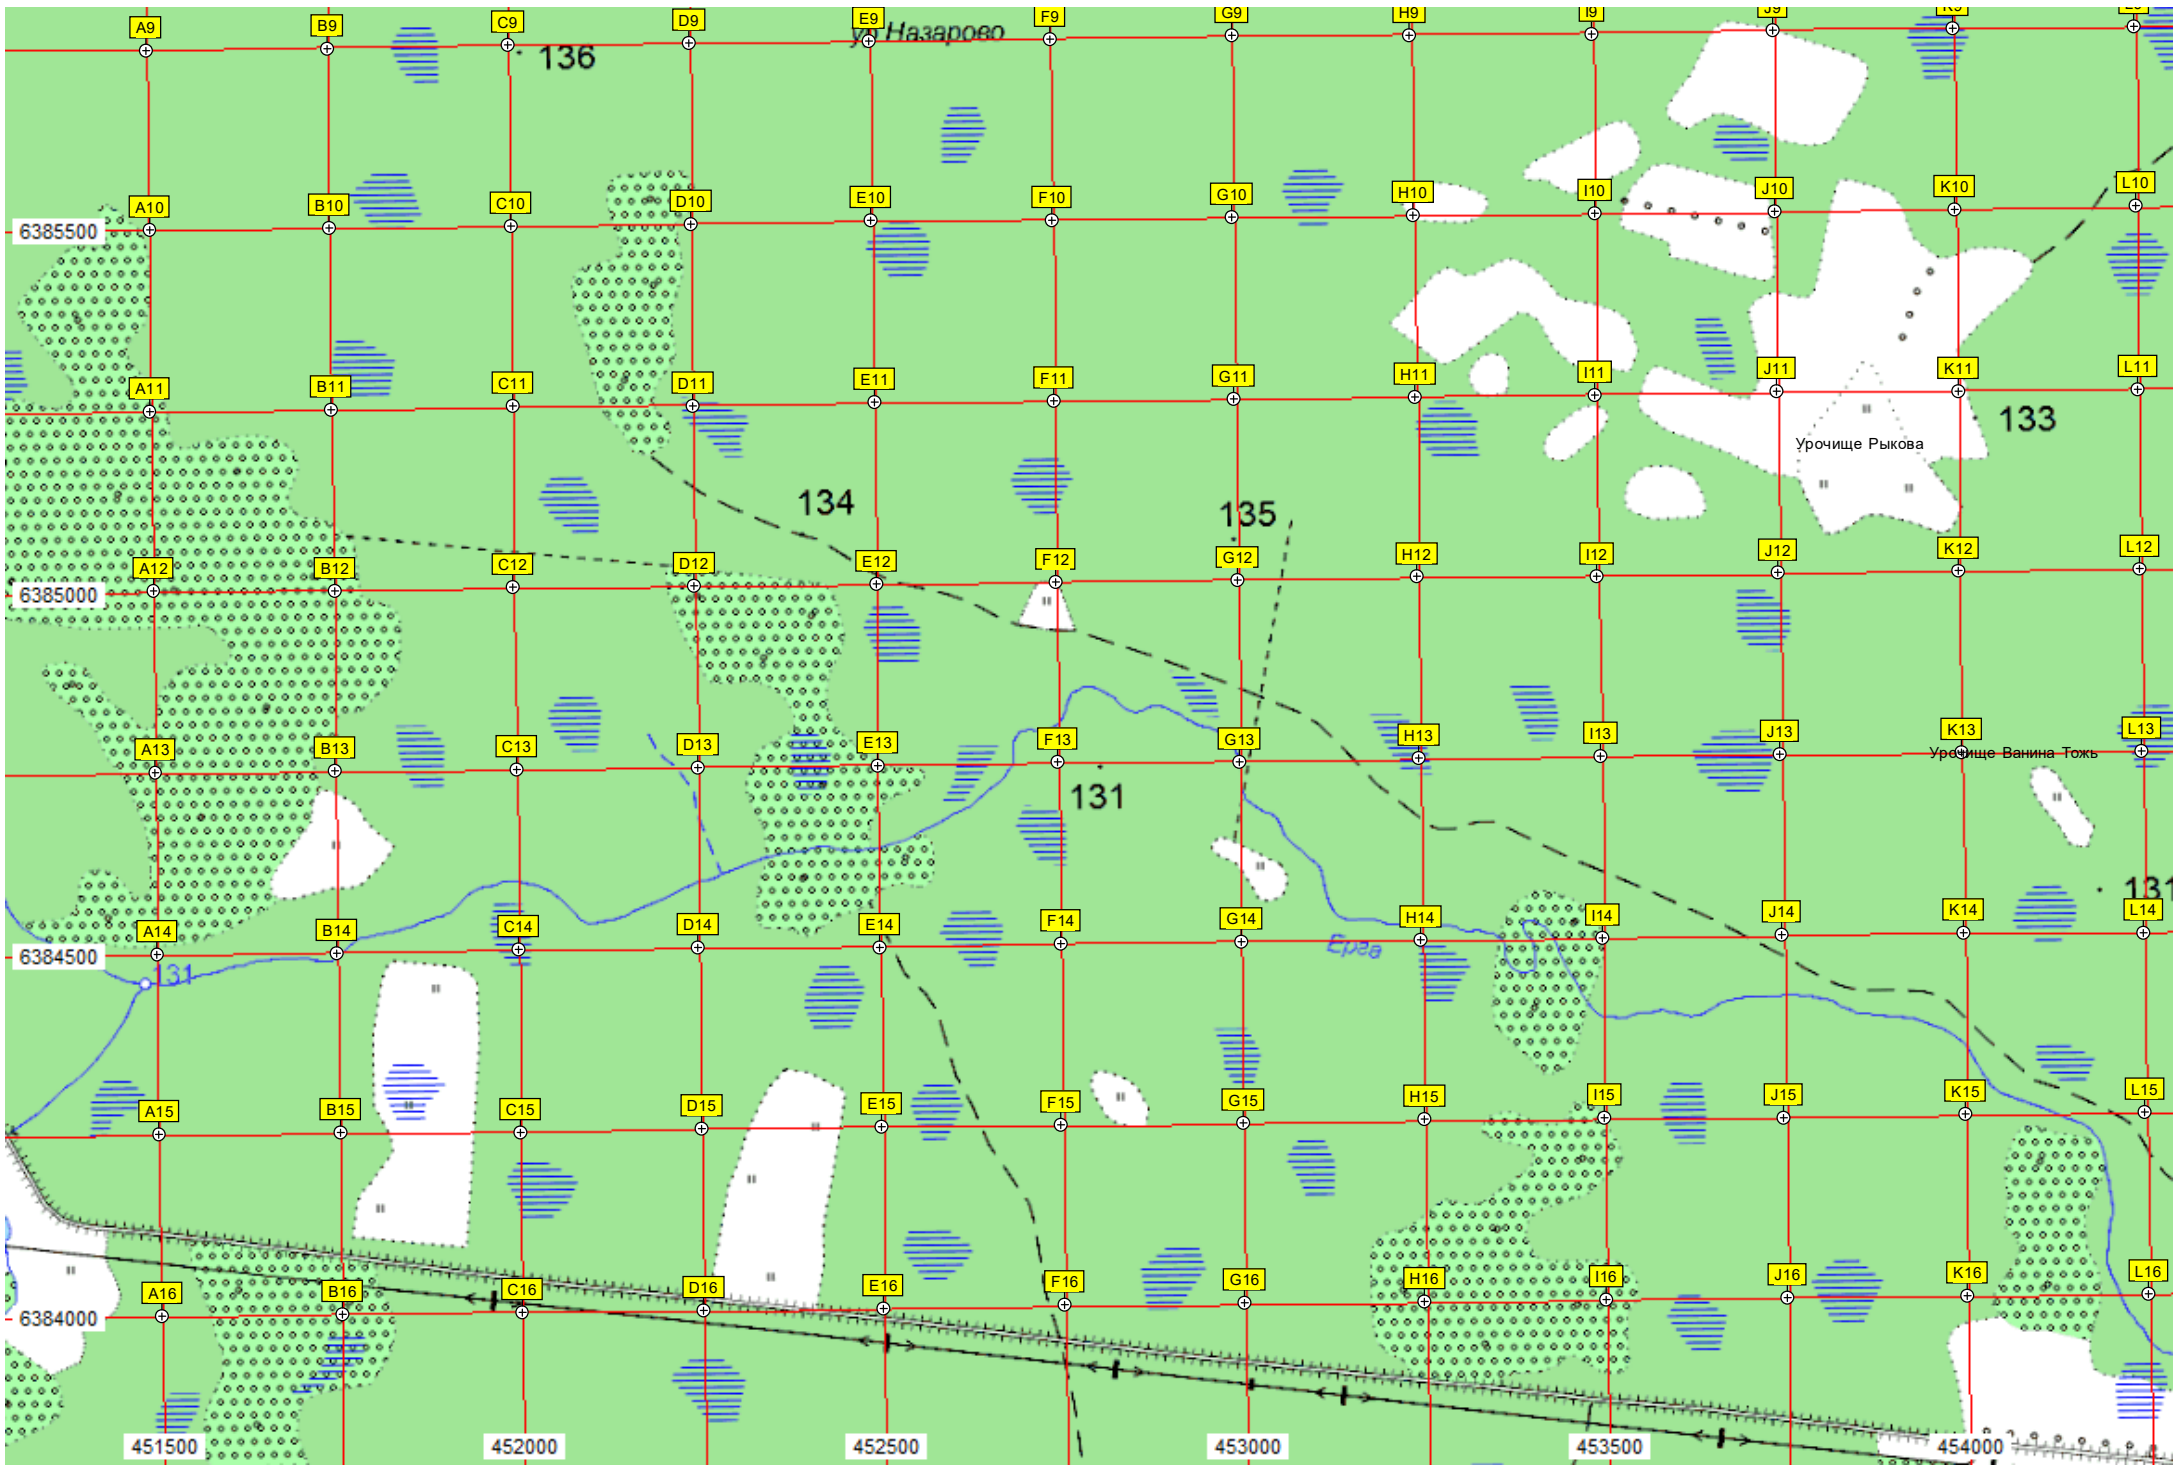 A9 B9 C9 D9 E9 F9 G9 H9 I9 J9 K9 L9
136
ур Назарово
A10 B10 C10 D10 E10 F10 G10 H10 I10 J10 K10 L10
6385500
A11 B11 C11 D11 E11 F11 G11 H11 I11 J11 K11 L11
133
Урочище Рыкова
134
135
A12 B12 C12 D12 E12 F12 G12 H12 I12 J12 K12 L12
6385000
A13 B13 C13 D13 E13 F13 G13 H13 I13 J13 K13 L13
Урочище Ванина Тожь
131
131
A14 B14 C14 D14 E14 F14 G14 H14 I14 J14 K14 L14
Ерга
6384500
131
A15 B15 C15 D15 E15 F15 G15 H15 I15 J15 K15 L15
A16 B16 C16 D16 E16 F16 G16 H16 I16 J16 K16 L16
6384000
451500 452000 452500 453000 453500 454000